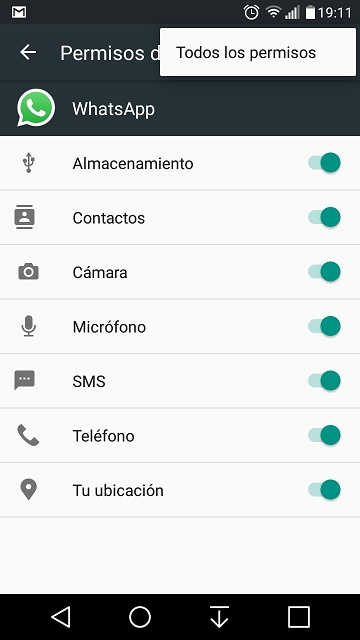 19:11
Permisos d
Todos los permisos
WhatsApp
Almacenamiento
Contactos
Cámara
Micrófono
SMS
Teléfono
Tu ubicación